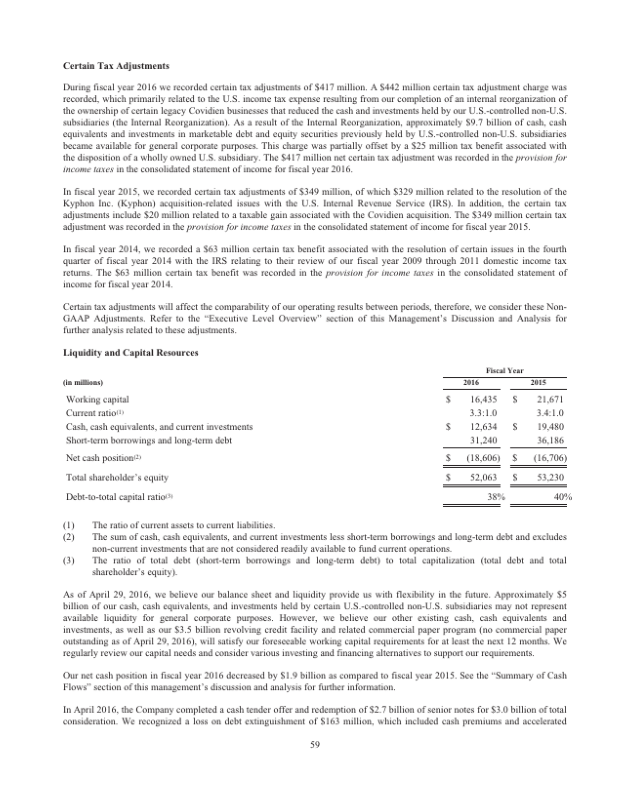 Certain Tax Adjustments
During fiscal year 2016 we recorded certain tax adjustments of $417 million. A $442 million certain tax adjustment charge was
recorded, which primarily related to the U.S. income tax expense resulting from our completion of an internal reorganization of
the ownership of certain legacy Covidien businesses that reduced the cash and investments held by our U.S.-controlled non-U.S.
subsidiaries (the Internal Reorganization). As a result of the Internal Reorganization, approximately $9.7 billion of cash, cash
equivalents and investments in marketable debt and equity securities previously held by U.S.-controlled non-U.S. subsidiaries
became available for general corporate purposes. This charge was partially offset by a $25 million tax benefit associated with
the disposition of a wholly owned U.S. subsidiary. The $417 million net certain tax adjustment was recorded in the provision for
income taxes in the consolidated statement of income for fiscal year 2016.
In fiscal year 2015, we recorded certain tax adjustments of $349 million, of which $329 million related to the resolution of the
Kyphon Inc. (Kyphon) acquisition-related issues with the U.S. Internal Revenue Service (IRS). In addition, the certain tax
adjustments include $20 million related to a taxable gain associated with the Covidien acquisition. The $349 million certain tax
adjustment was recorded in the provision for income taxes in the consolidated statement of income for fiscal year 2015.
In fiscal year 2014, we recorded a $63 million certain tax benefit associated with the resolution of certain issues in the fourth
quarter of fiscal year 2014 with the IRS relating to their review of our fiscal year 2009 through 2011 domestic income tax
returns. The $63 million certain tax benefit was recorded in the provision for income taxes in the consolidated statement of
income for fiscal year 2014.
Certain tax adjustments will affect the comparability of our operating results between periods, therefore, we consider these Non-
GAAP Adjustments. Refer to the “Executive Level Overview” section of this Management’s Discussion and Analysis for
further analysis related to these adjustments.
Liquidity and Capital Resources
Fiscal Year
(in millions) 2016 2015
Working capital $ 16,435 $ 21,671
Current ratio(1) 3.3:1.0 3.4:1.0
Cash, cash equivalents, and current investments $ 12,634 $ 19,480
Short-term borrowings and long-term debt 31,240 36,186
Net cash position(2) $ (18,606) $ (16,706)
Total shareholder’s equity $ 52,063 $ 53,230
Debt-to-total capital ratio(3) 38% 40%
(1) The ratio of current assets to current liabilities.
(2) The sum of cash, cash equivalents, and current investments less short-term borrowings and long-term debt and excludes
non-current investments that are not considered readily available to fund current operations.
(3) The ratio of total debt (short-term borrowings and long-term debt) to total capitalization (total debt and total
shareholder’s equity).
As of April 29, 2016, we believe our balance sheet and liquidity provide us with flexibility in the future. Approximately $5
billion of our cash, cash equivalents, and investments held by certain U.S.-controlled non-U.S. subsidiaries may not represent
available liquidity for general corporate purposes. However, we believe our other existing cash, cash equivalents and
investments, as well as our $3.5 billion revolving credit facility and related commercial paper program (no commercial paper
outstanding as of April 29, 2016), will satisfy our foreseeable working capital requirements for at least the next 12 months. We
regularly review our capital needs and consider various investing and financing alternatives to support our requirements.
Our net cash position in fiscal year 2016 decreased by $1.9 billion as compared to fiscal year 2015. See the “Summary of Cash
Flows” section of this management’s discussion and analysis for further information.
In April 2016, the Company completed a cash tender offer and redemption of $2.7 billion of senior notes for $3.0 billion of total
consideration. We recognized a loss on debt extinguishment of $163 million, which included cash premiums and accelerated
59